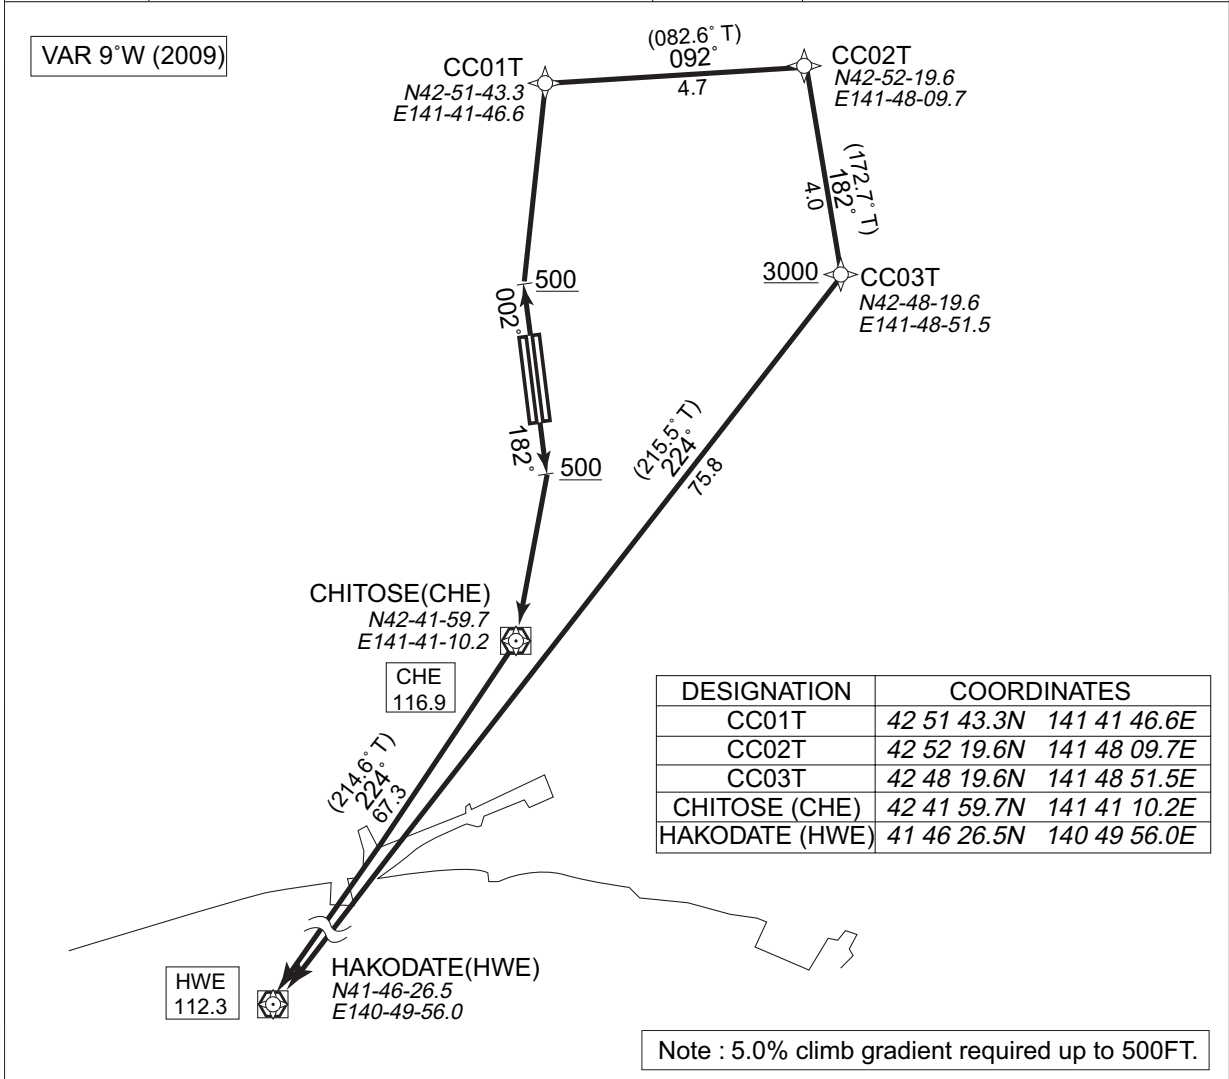 VAR 9°W (2009)
(082.6° T)
092°
4.7
CC01T
N42-51-43.3
E141-41-46.6
CC02T
N42-52-19.6
E141-48-09.7
(172.7° T)
182°
4.0
3000
CC03T
N42-48-19.6
E141-48-51.5
500
002°
182°
500
(215.5° T)
224°
75.8
CHITOSE(CHE)
N42-41-59.7
E141-41-10.2
CHE
116.9
(214.6° T)
224°
67.3
DESIGNATION COORDINATES
CC01T 42 51 43.3N 141 41 46.6E
CC02T 42 52 19.6N 141 48 09.7E
CC03T 42 48 19.6N 141 48 51.5E
CHITOSE (CHE) 42 41 59.7N 141 41 10.2E
HAKODATE (HWE) 41 46 26.5N 140 49 56.0E
HAKODATE(HWE)
N41-46-26.5
E140-49-56.0
HWE
112.3
Note : 5.0% climb gradient required up to 500FT.